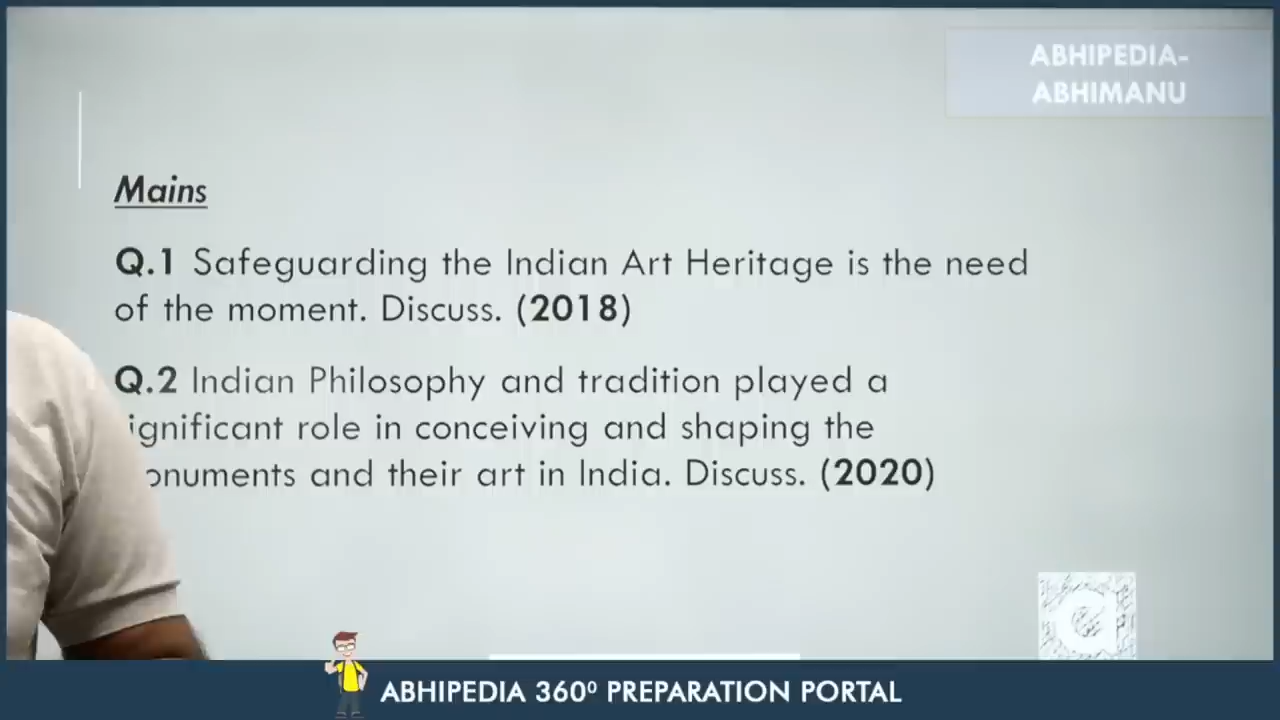 ABHIPEDIA-
ABHIMANU
Mains
Q.1 Safeguarding the Indian Art Heritage is the need
of the moment. Discuss. (2018)
Q.2 Indian Philosophy and tradition played a
ignificant role in conceiving and shaping the
onuments and their art in India. Discuss. (2020)
ABHIPEDIA 360⁰ PREPARATION PORTAL